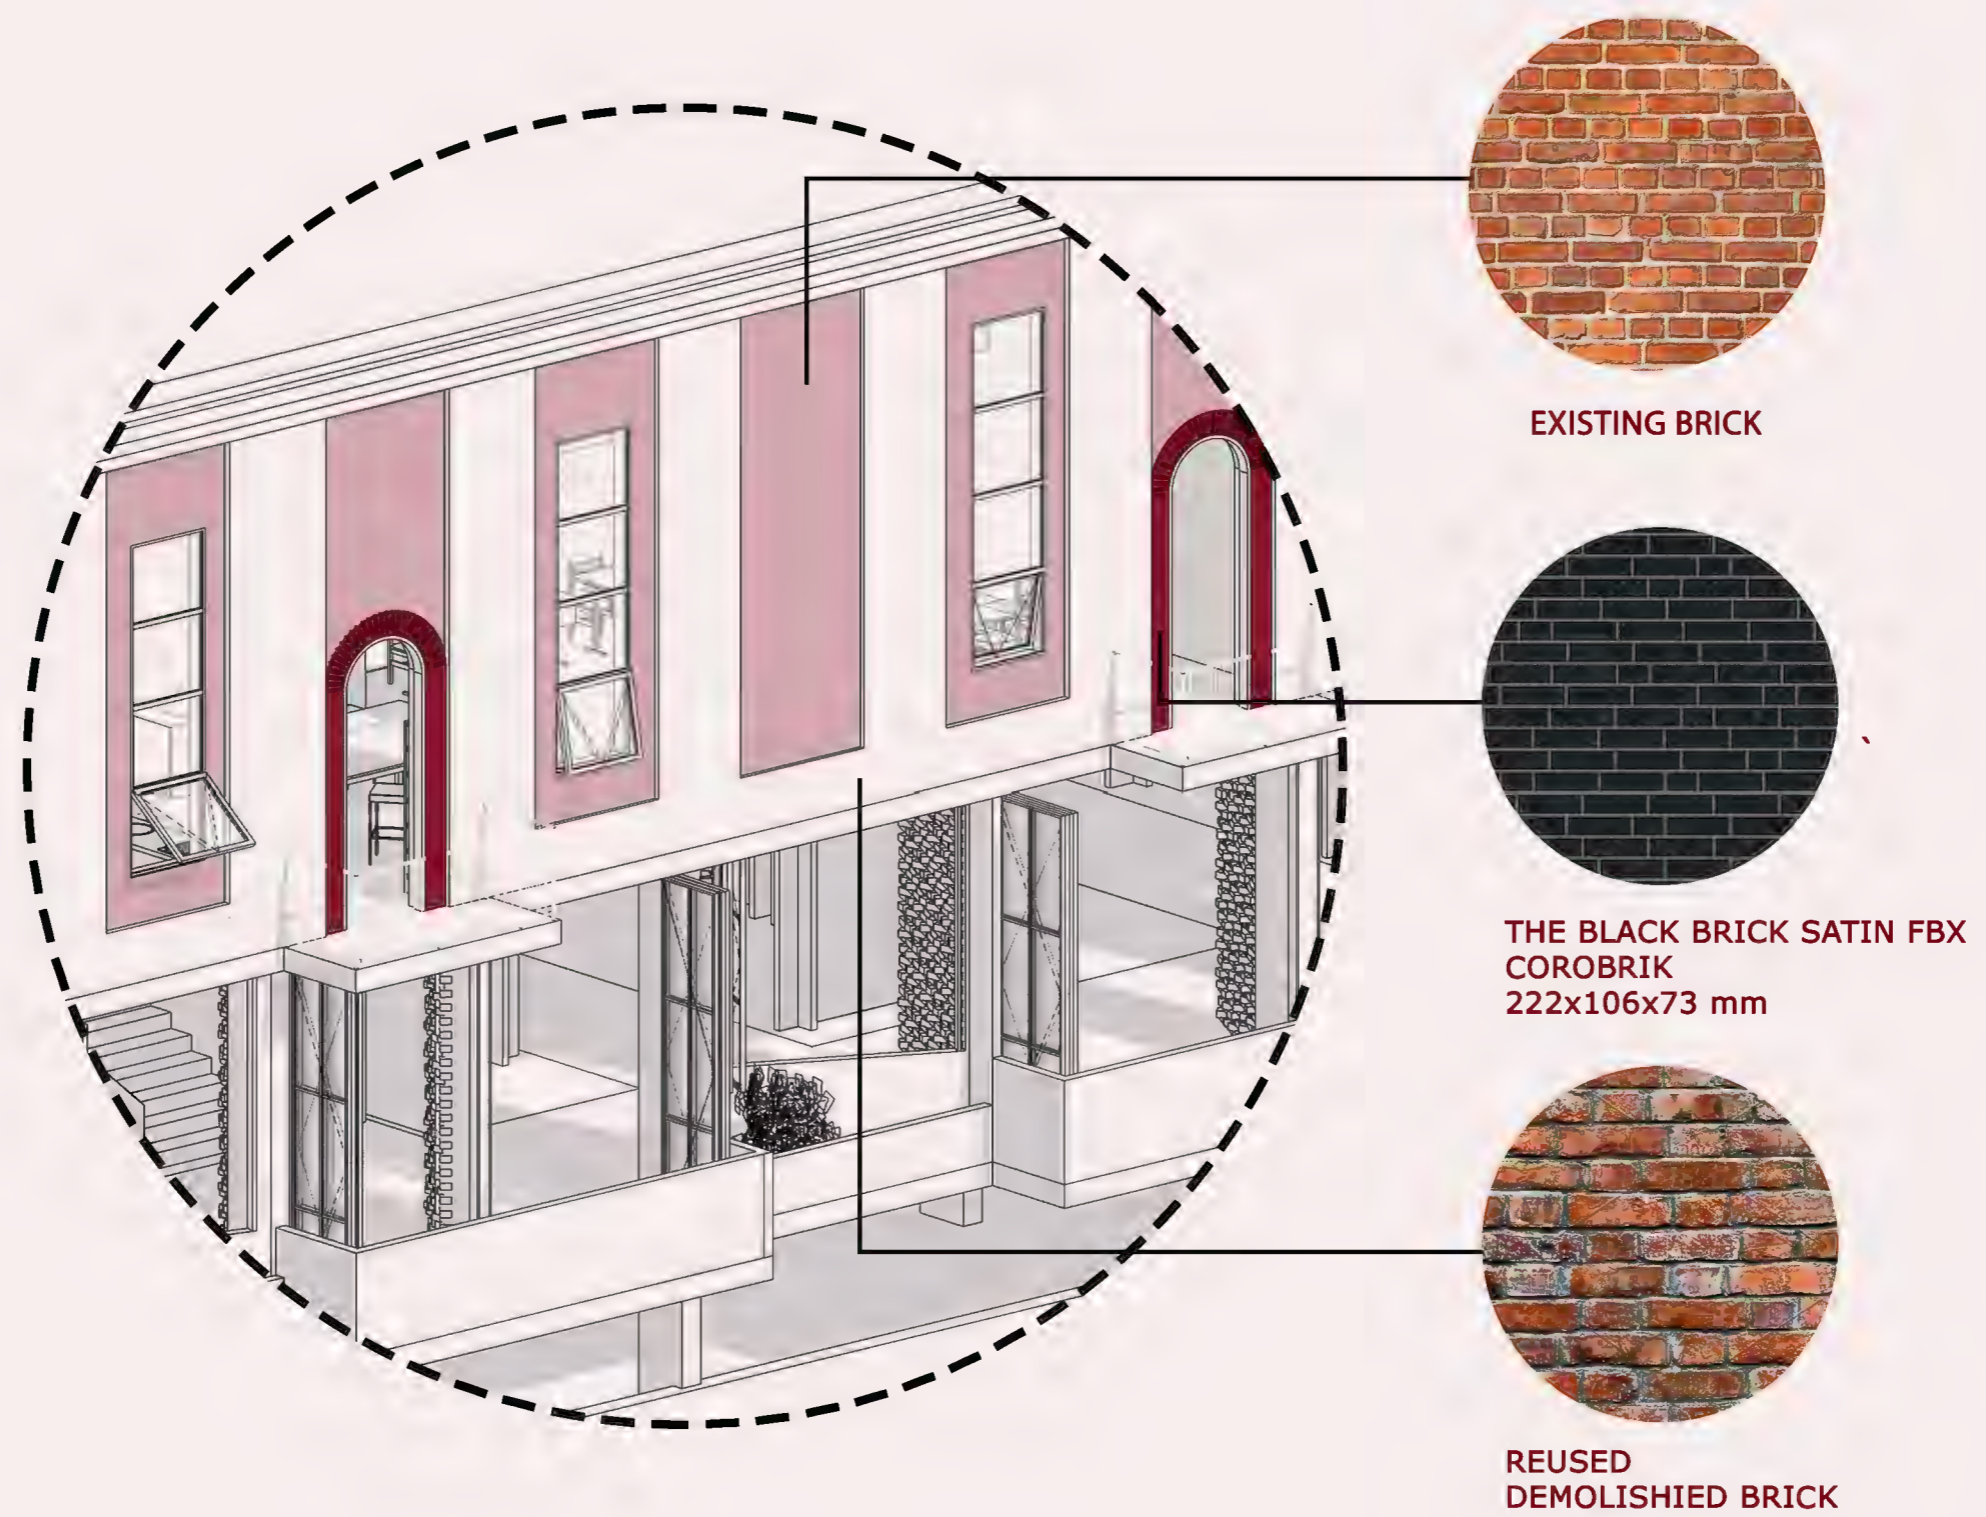 EXISTING BRICK
THE BLACK BRICK SATIN FBX
COROBRIK
222x106x73 mm
REUSED
DEMOLISHIED BRICK